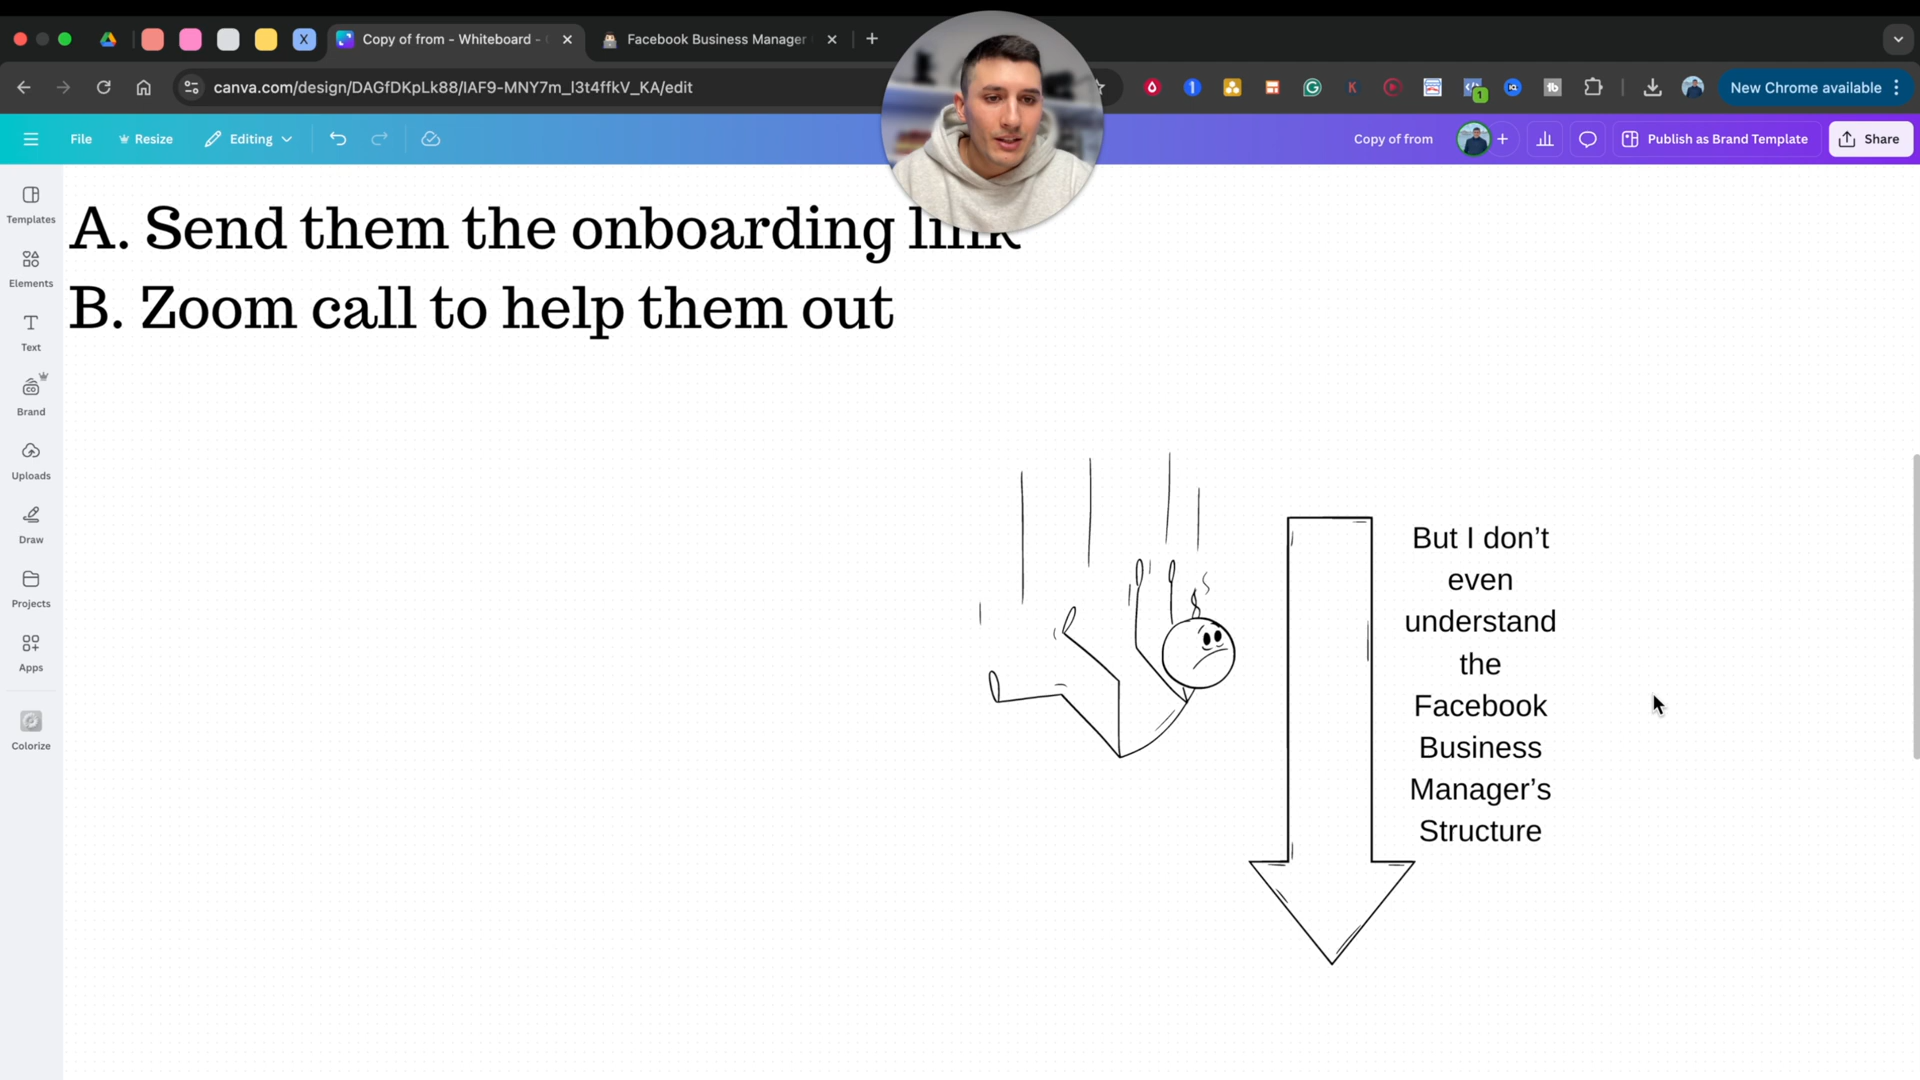 Copy of from - Whiteboard -
Facebook Business Manager
canva.com/design/DAGfDKpLk88/IAF9-MNY7m_l3t4ffkV_KA/edit
New Chrome available
File
Resize
Editing
Copy of from
Publish as Brand Template
Share
Templates
Elements
Text
Brand
Uploads
Draw
Projects
Apps
Colorize
A. Send them the onboarding link
B. Zoom call to help them out
But I don’t
even
understand
the
Facebook
Business
Manager’s
Structure